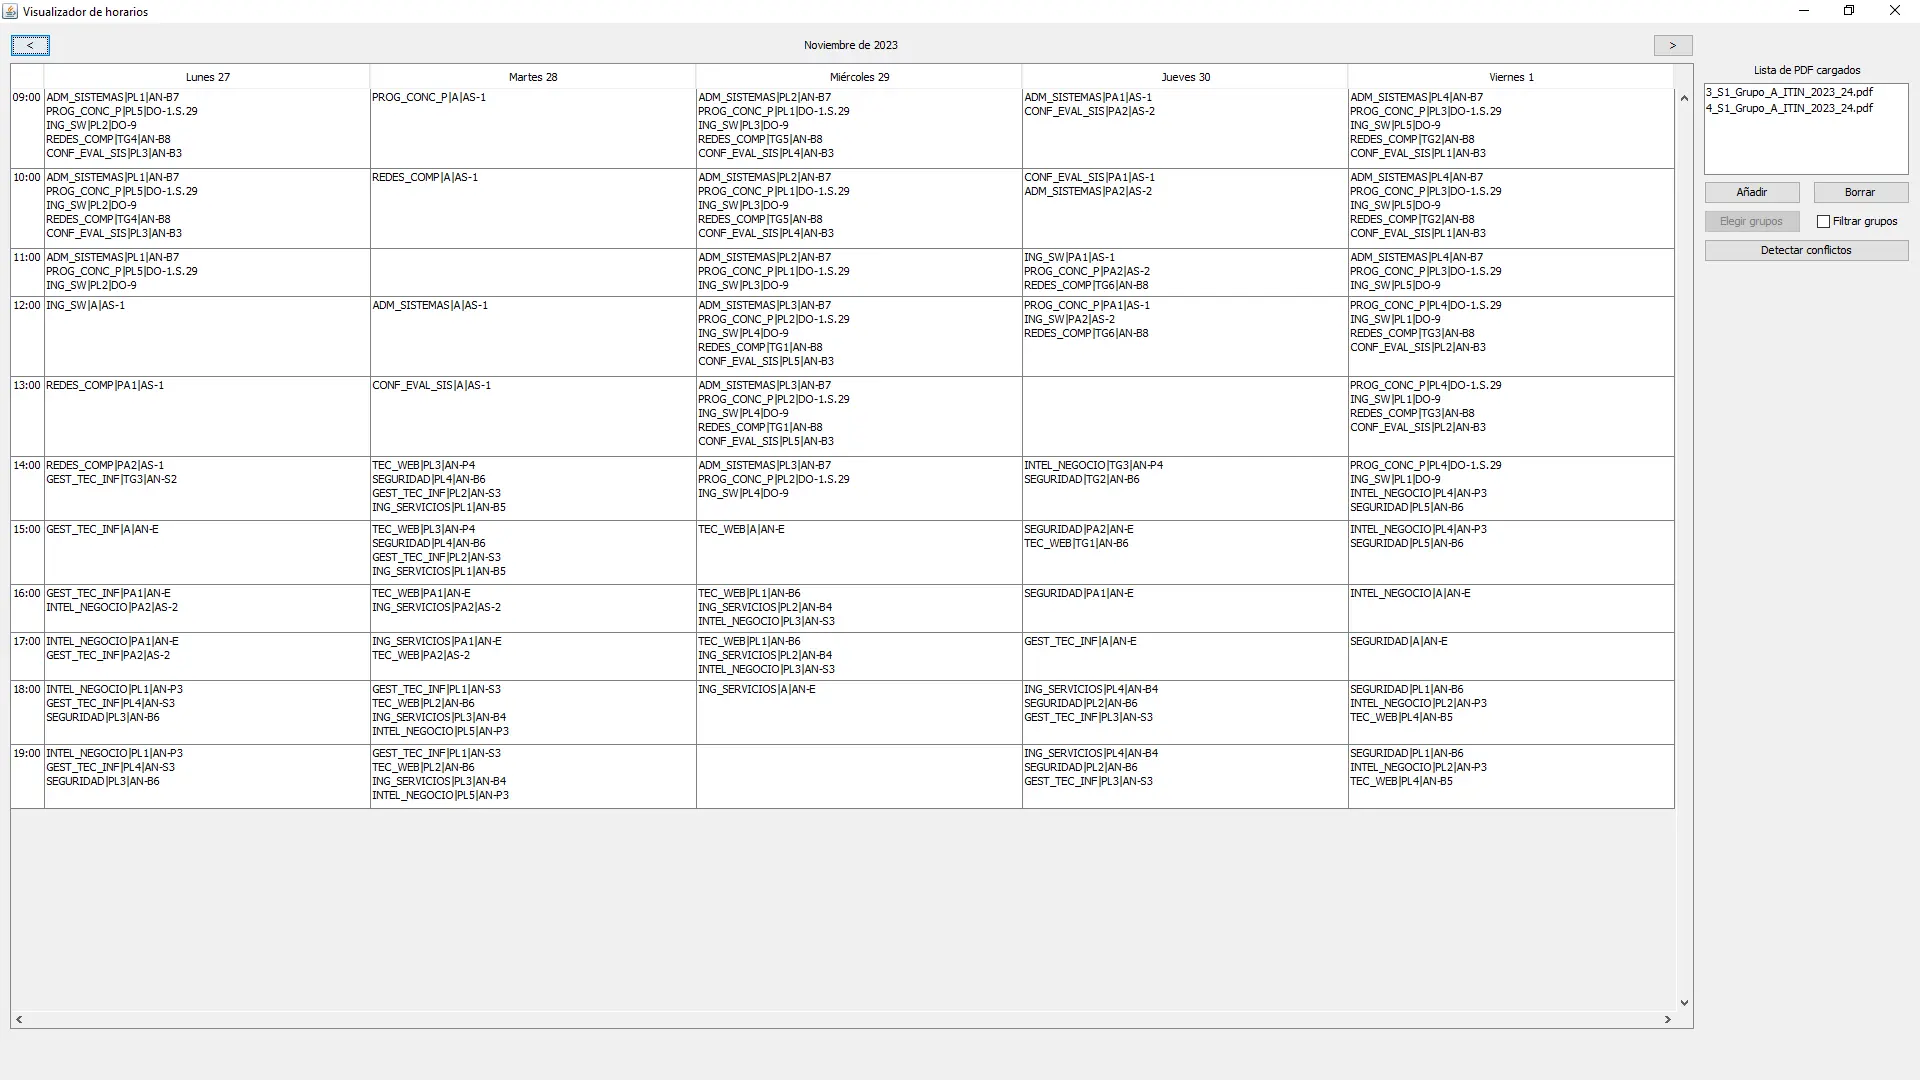 Visualizador de horarios
<
Noviembre de 2023
>
Lunes 27
Martes 28
Miércoles 29
Jueves 30
Viernes 1
09:00
ADM_SISTEMAS|PL1|AN-B7
PROG_CONC_P|PL5|DO-1.S.29
ING_SW|PL2|DO-9
REDES_COMP|TG4|AN-B8
CONF_EVAL_SIS|PL3|AN-B3
PROG_CONC_P|A|AS-1
ADM_SISTEMAS|PL2|AN-B7
PROG_CONC_P|PL1|DO-1.S.29
ING_SW|PL3|DO-9
REDES_COMP|TG5|AN-B8
CONF_EVAL_SIS|PL4|AN-B3
ADM_SISTEMAS|PA1|AS-1
CONF_EVAL_SIS|PA2|AS-2
ADM_SISTEMAS|PL4|AN-B7
PROG_CONC_P|PL3|DO-1.S.29
ING_SW|PL5|DO-9
REDES_COMP|TG2|AN-B8
CONF_EVAL_SIS|PL1|AN-B3
10:00
ADM_SISTEMAS|PL1|AN-B7
PROG_CONC_P|PL5|DO-1.S.29
ING_SW|PL2|DO-9
REDES_COMP|TG4|AN-B8
CONF_EVAL_SIS|PL3|AN-B3
REDES_COMP|A|AS-1
ADM_SISTEMAS|PL2|AN-B7
PROG_CONC_P|PL1|DO-1.S.29
ING_SW|PL3|DO-9
REDES_COMP|TG5|AN-B8
CONF_EVAL_SIS|PL4|AN-B3
CONF_EVAL_SIS|PA1|AS-1
ADM_SISTEMAS|PA2|AS-2
ADM_SISTEMAS|PL4|AN-B7
PROG_CONC_P|PL3|DO-1.S.29
ING_SW|PL5|DO-9
REDES_COMP|TG2|AN-B8
CONF_EVAL_SIS|PL1|AN-B3
11:00
ADM_SISTEMAS|PL1|AN-B7
PROG_CONC_P|PL5|DO-1.S.29
ING_SW|PL2|DO-9
ADM_SISTEMAS|PL2|AN-B7
PROG_CONC_P|PL1|DO-1.S.29
ING_SW|PL3|DO-9
ING_SW|PA1|AS-1
PROG_CONC_P|PA2|AS-2
REDES_COMP|TG6|AN-B8
ADM_SISTEMAS|PL4|AN-B7
PROG_CONC_P|PL3|DO-1.S.29
ING_SW|PL5|DO-9
12:00
ING_SW|A|AS-1
ADM_SISTEMAS|A|AS-1
ADM_SISTEMAS|PL3|AN-B7
PROG_CONC_P|PL2|DO-1.S.29
ING_SW|PL4|DO-9
REDES_COMP|TG1|AN-B8
CONF_EVAL_SIS|PL5|AN-B3
PROG_CONC_P|PA1|AS-1
ING_SW|PA2|AS-2
REDES_COMP|TG6|AN-B8
PROG_CONC_P|PL4|DO-1.S.29
ING_SW|PL1|DO-9
REDES_COMP|TG3|AN-B8
CONF_EVAL_SIS|PL2|AN-B3
13:00
REDES_COMP|PA1|AS-1
CONF_EVAL_SIS|A|AS-1
ADM_SISTEMAS|PL3|AN-B7
PROG_CONC_P|PL2|DO-1.S.29
ING_SW|PL4|DO-9
REDES_COMP|TG1|AN-B8
CONF_EVAL_SIS|PL5|AN-B3
PROG_CONC_P|PL4|DO-1.S.29
ING_SW|PL1|DO-9
REDES_COMP|TG3|AN-B8
CONF_EVAL_SIS|PL2|AN-B3
14:00
REDES_COMP|PA2|AS-1
GEST_TEC_INF|TG3|AN-S2
TEC_WEB|PL3|AN-P4
SEGURIDAD|PL4|AN-B6
GEST_TEC_INF|PL2|AN-S3
ING_SERVICIOS|PL1|AN-B5
ADM_SISTEMAS|PL3|AN-B7
PROG_CONC_P|PL2|DO-1.S.29
ING_SW|PL4|DO-9
INTEL_NEGOCIO|TG3|AN-P4
SEGURIDAD|TG2|AN-B6
PROG_CONC_P|PL4|DO-1.S.29
ING_SW|PL1|DO-9
INTEL_NEGOCIO|PL4|AN-P3
SEGURIDAD|PL5|AN-B6
15:00
GEST_TEC_INF|A|AN-E
TEC_WEB|PL3|AN-P4
SEGURIDAD|PL4|AN-B6
GEST_TEC_INF|PL2|AN-S3
ING_SERVICIOS|PL1|AN-B5
TEC_WEB|A|AN-E
SEGURIDAD|PA2|AN-E
TEC_WEB|TG1|AN-B6
INTEL_NEGOCIO|PL4|AN-P3
SEGURIDAD|PL5|AN-B6
16:00
GEST_TEC_INF|PA1|AN-E
INTEL_NEGOCIO|PA2|AS-2
TEC_WEB|PA1|AN-E
ING_SERVICIOS|PA2|AS-2
TEC_WEB|PL1|AN-B6
ING_SERVICIOS|PL2|AN-B4
INTEL_NEGOCIO|PL3|AN-S3
SEGURIDAD|PA1|AN-E
INTEL_NEGOCIO|A|AN-E
17:00
INTEL_NEGOCIO|PA1|AN-E
GEST_TEC_INF|PA2|AS-2
ING_SERVICIOS|PA1|AN-E
TEC_WEB|PA2|AS-2
TEC_WEB|PL1|AN-B6
ING_SERVICIOS|PL2|AN-B4
INTEL_NEGOCIO|PL3|AN-S3
GEST_TEC_INF|A|AN-E
SEGURIDAD|A|AN-E
18:00
INTEL_NEGOCIO|PL1|AN-P3
GEST_TEC_INF|PL4|AN-S3
SEGURIDAD|PL3|AN-B6
GEST_TEC_INF|PL1|AN-S3
TEC_WEB|PL2|AN-B6
ING_SERVICIOS|PL3|AN-B4
INTEL_NEGOCIO|PL5|AN-P3
ING_SERVICIOS|A|AN-E
ING_SERVICIOS|PL4|AN-B4
SEGURIDAD|PL2|AN-B6
GEST_TEC_INF|PL3|AN-S3
SEGURIDAD|PL1|AN-B6
INTEL_NEGOCIO|PL2|AN-P3
TEC_WEB|PL4|AN-B5
19:00
INTEL_NEGOCIO|PL1|AN-P3
GEST_TEC_INF|PL4|AN-S3
SEGURIDAD|PL3|AN-B6
GEST_TEC_INF|PL1|AN-S3
TEC_WEB|PL2|AN-B6
ING_SERVICIOS|PL3|AN-B4
INTEL_NEGOCIO|PL5|AN-P3
ING_SERVICIOS|PL4|AN-B4
SEGURIDAD|PL2|AN-B6
GEST_TEC_INF|PL3|AN-S3
SEGURIDAD|PL1|AN-B6
INTEL_NEGOCIO|PL2|AN-P3
TEC_WEB|PL4|AN-B5
Lista de PDF cargados
3_S1_Grupo_A_ITIN_2023_24.pdf
4_S1_Grupo_A_ITIN_2023_24.pdf
Añadir
Borrar
Elegir grupos
Filtrar grupos
Detectar conflictos